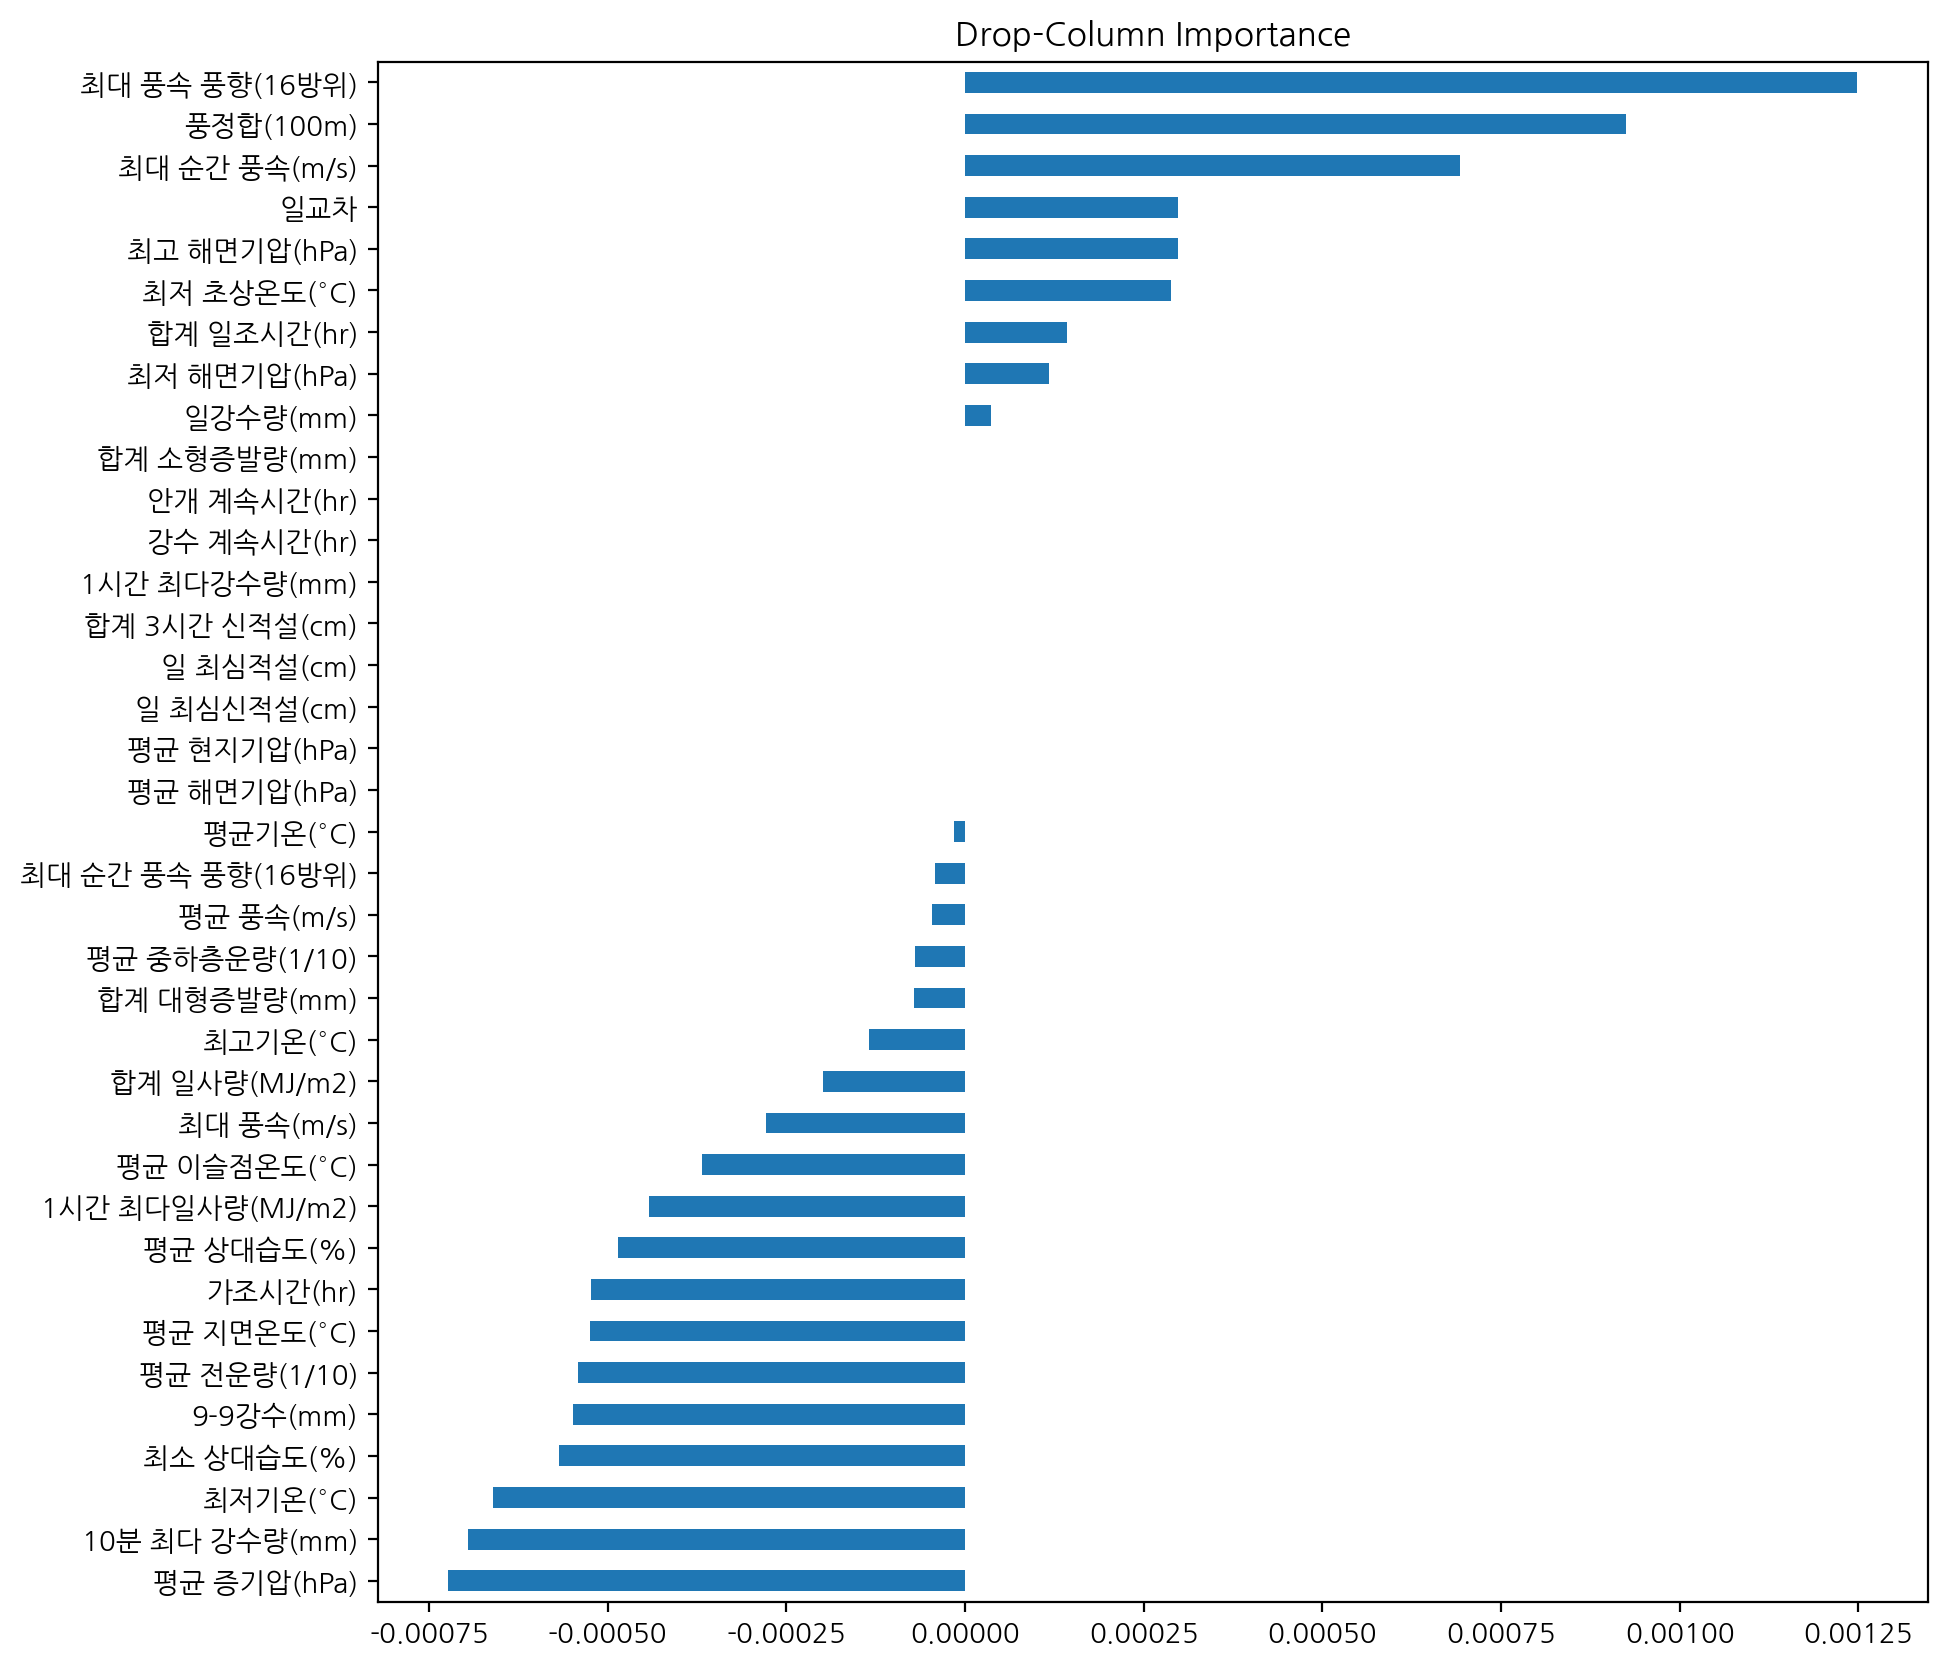 Drop-Column Importance
최대 풍속 풍향(16방위)
풍정합(100m)
최대 순간 풍속(m/s)
일교차
최고 해면기압(hPa)
최저 초상온도(°C)
합계 일조시간(hr)
최저 해면기압(hPa)
일강수량(mm)
합계 소형증발량(mm)
안개 계속시간(hr)
강수 계속시간(hr)
1시간 최다강수량(mm)
합계 3시간 신적설(cm)
일 최심적설(cm)
일 최심신적설(cm)
평균 현지기압(hPa)
평균 해면기압(hPa)
평균기온(°C)
최대 순간 풍속 풍향(16방위)
평균 풍속(m/s)
평균 중하층운량(1/10)
합계 대형증발량(mm)
최고기온(°C)
합계 일사량(MJ/m2)
최대 풍속(m/s)
평균 이슬점온도(°C)
1시간 최다일사량(MJ/m2)
평균 상대습도(%)
가조시간(hr)
평균 지면온도(°C)
평균 전운량(1/10)
9-9강수(mm)
최소 상대습도(%)
최저기온(°C)
10분 최다 강수량(mm)
평균 증기압(hPa)
-0.00075 -0.00050 -0.00025 0.00000 0.00025 0.00050 0.00075 0.00100 0.00125